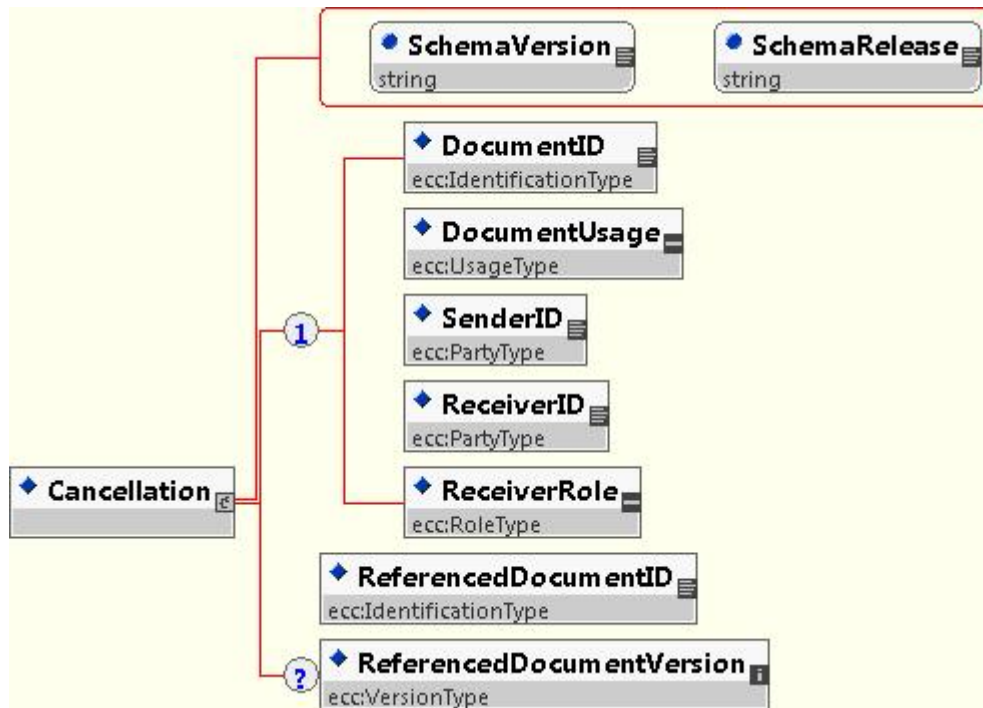 SchemaVersion
string
SchemaRelease
string
DocumentID
ecc:IdentificationType
DocumentUsage
ecc:UsageType
SenderID
ecc:PartyType
1
ReceiverID
ecc:PartyType
Cancellation
ReceiverRole
ecc:RoleType
ReferencedDocumentID
ecc:IdentificationType
?
ReferencedDocumentVersion
ecc:VersionType